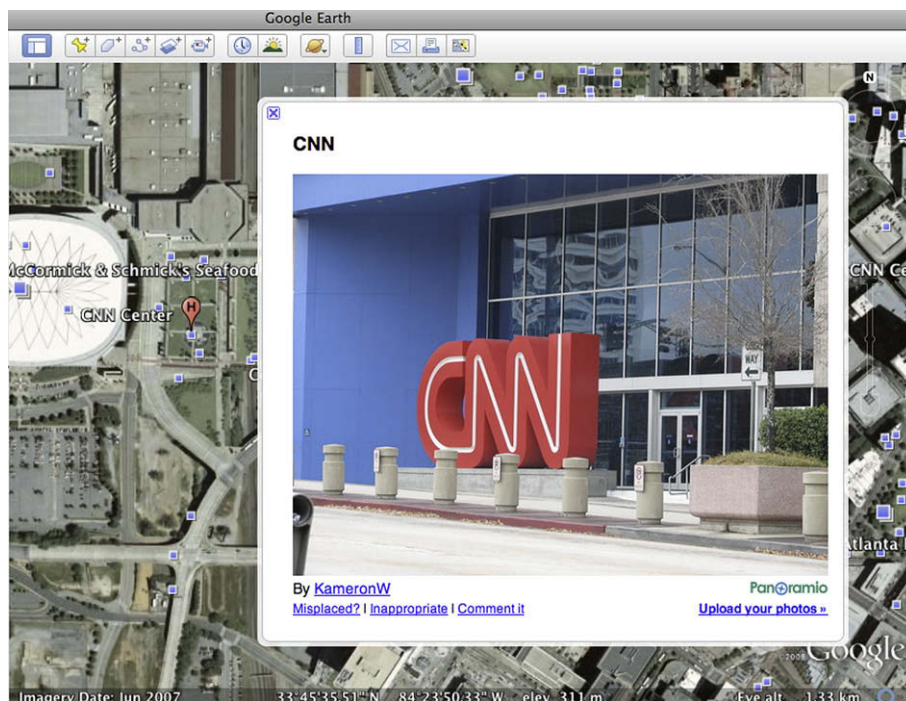 Google Earth
N
CNN
McCormick & Schmick's Seafood
CNN Ce
CNN Center
H
CNN
WAY
Atlanta
By KameronW
Panoramio
Misplaced? | Inappropriate | Comment it
Upload your photos »
2008 Google
Imagery Date: Jun 2007
33°45'35.51" N 84°23'50.33" W elev 311 m
Eye alt 1.33 km